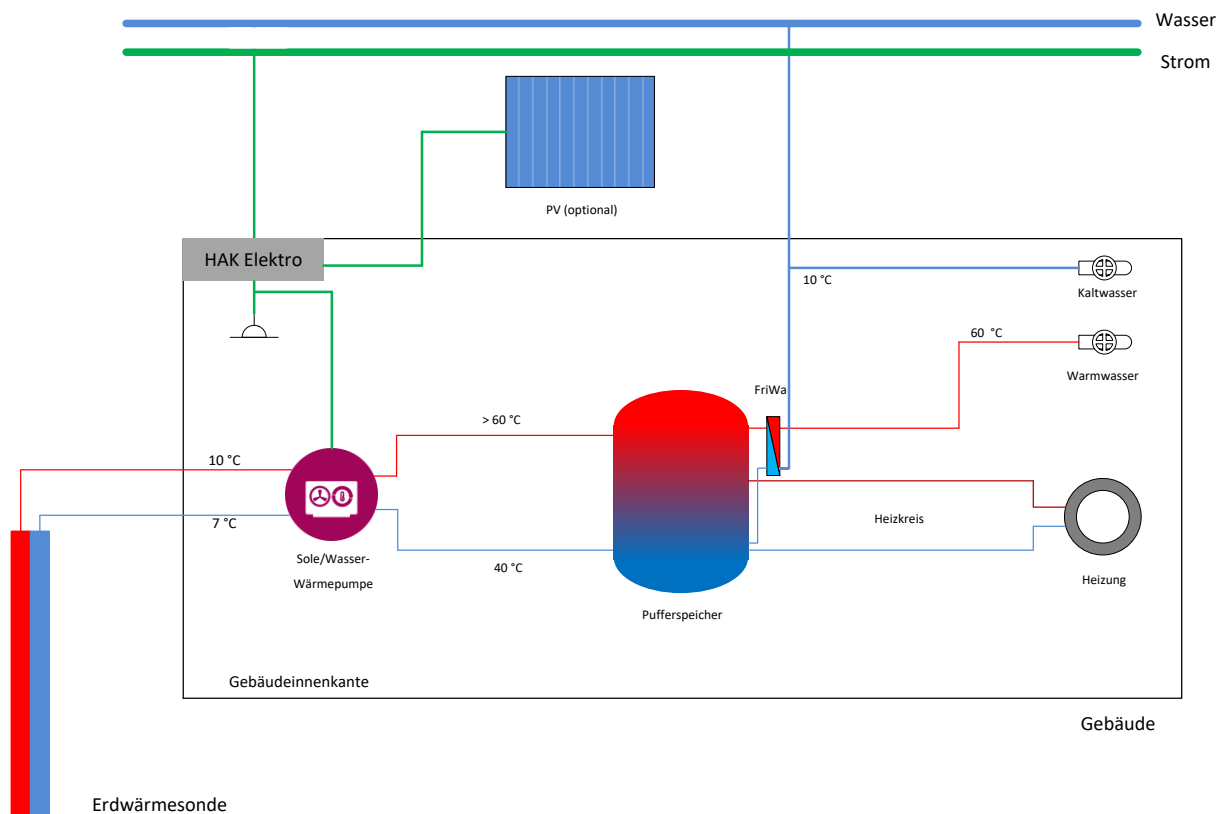 Wasser
Strom
PV (optional)
HAK Elektro
10 °C
Kaltwasser
60 °C
Warmwasser
FriWa
> 60 °C
10 °C
7 °C
Sole/Wasser-
Wärmepumpe
40 °C
Heizkreis
Heizung
Pufferspeicher
Gebäudeinnenkante
Gebäude
Erdwärmesonde